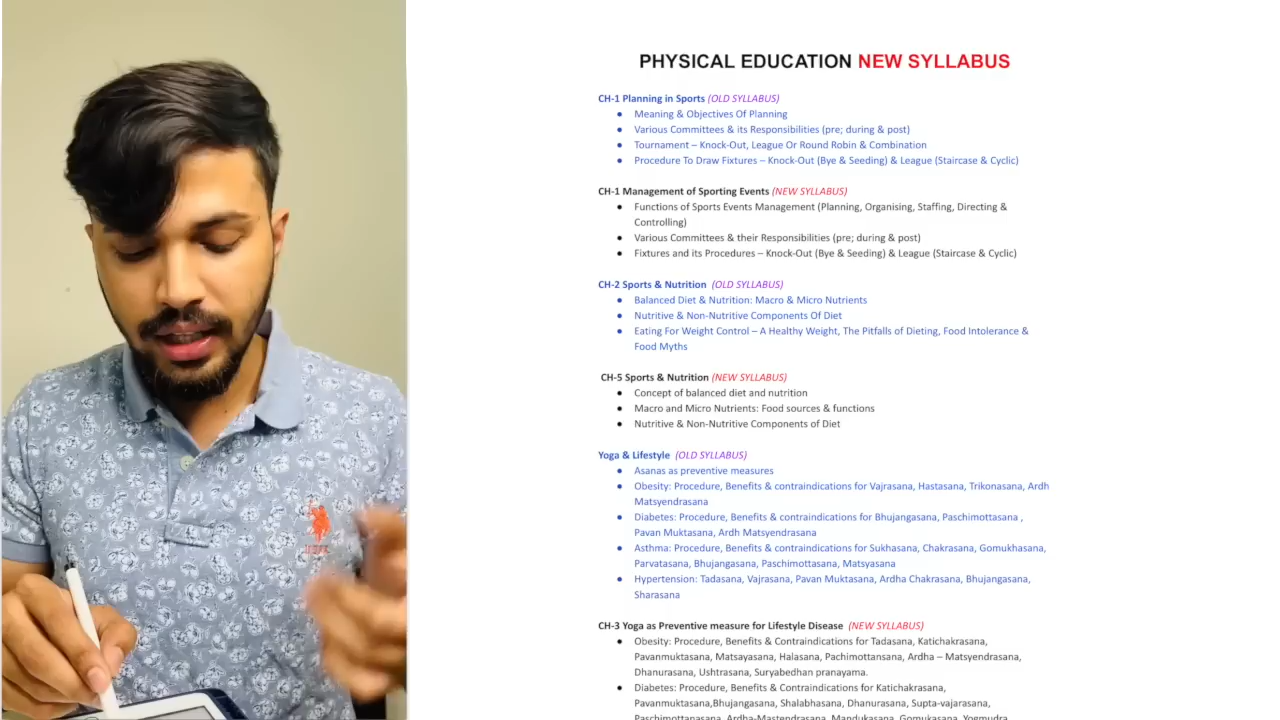 PHYSICAL EDUCATION NEW SYLLABUS
CH-1 Planning in Sports (OLD SYLLABUS)
● Meaning & Objectives Of Planning
● Various Committees & its Responsibilities (pre; during & post)
● Tournament – Knock-Out, League Or Round Robin & Combination
● Procedure To Draw Fixtures – Knock-Out (Bye & Seeding) & League (Staircase & Cyclic)
CH-1 Management of Sporting Events (NEW SYLLABUS)
● Functions of Sports Events Management (Planning, Organising, Staffing, Directing &
Controlling)
● Various Committees & their Responsibilities (pre; during & post)
● Fixtures and its Procedures – Knock-Out (Bye & Seeding) & League (Staircase & Cyclic)
CH-2 Sports & Nutrition (OLD SYLLABUS)
● Balanced Diet & Nutrition: Macro & Micro Nutrients
● Nutritive & Non-Nutritive Components Of Diet
● Eating For Weight Control – A Healthy Weight, The Pitfalls of Dieting, Food Intolerance &
Food Myths
CH-5 Sports & Nutrition (NEW SYLLABUS)
● Concept of balanced diet and nutrition
● Macro and Micro Nutrients: Food sources & functions
● Nutritive & Non-Nutritive Components of Diet
Yoga & Lifestyle (OLD SYLLABUS)
● Asanas as preventive measures
● Obesity: Procedure, Benefits & contraindications for Vajrasana, Hastasana, Trikonasana, Ardh
Matsyendrasana
● Diabetes: Procedure, Benefits & contraindications for Bhujangasana, Paschimottasana ,
Pavan Muktasana, Ardh Matsyendrasana
● Asthma: Procedure, Benefits & contraindications for Sukhasana, Chakrasana, Gomukhasana,
Parvatasana, Bhujangasana, Paschimottasana, Matsyasana
● Hypertension: Tadasana, Vajrasana, Pavan Muktasana, Ardha Chakrasana, Bhujangasana,
Sharasana
CH-3 Yoga as Preventive measure for Lifestyle Disease (NEW SYLLABUS)
● Obesity: Procedure, Benefits & Contraindications for Tadasana, Katichakrasana,
Pavanmuktasana, Matsayasana, Halasana, Pachimottansana, Ardha – Matsyendrasana,
Dhanurasana, Ushtrasana, Suryabedhan pranayama.
● Diabetes: Procedure, Benefits & Contraindications for Katichakrasana,
Pavanmuktasana,Bhujangasana, Shalabhasana, Dhanurasana, Supta-vajarasana,
Paschimottanasana, Ardha-Mastendrasana, Mandukasana, Gomukasana, Yogmudra